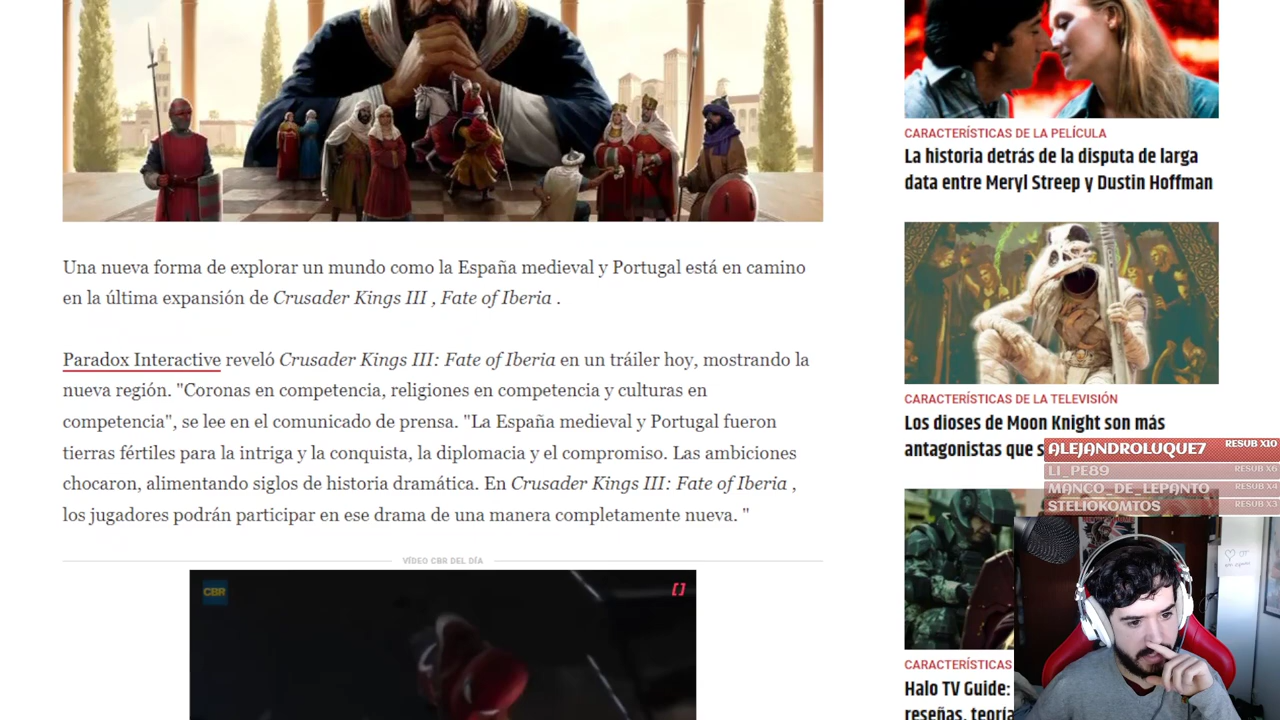 Una nueva forma de explorar un mundo como la España medieval y Portugal está en camino
en la última expansión de Crusader Kings III , Fate of Iberia .
Paradox Interactive reveló Crusader Kings III: Fate of Iberia en un tráiler hoy, mostrando la
nueva región. "Coronas en competencia, religiones en competencia y culturas en
competencia", se lee en el comunicado de prensa. "La España medieval y Portugal fueron
tierras fértiles para la intriga y la conquista, la diplomacia y el compromiso. Las ambiciones
chocaron, alimentando siglos de historia dramática. En Crusader Kings III: Fate of Iberia ,
los jugadores podrán participar en ese drama de una manera completamente nueva. "
VÍDEO CBR DEL DÍA
CBR
CARACTERÍSTICAS DE LA PELÍCULA
La historia detrás de la disputa de larga
data entre Meryl Streep y Dustin Hoffman
CARACTERÍSTICAS DE LA TELEVISIÓN
Los dioses de Moon Knight son más
antagonistas que s
ALEJANDROLUQUE7 RESUB X10
LI_PE89 RESUB X6
MANCO_DE_LEPANTO RESUB X4
STELIOKOMTOS RESUB X3
CARACTERÍSTICAS
Halo TV Guide:
reseñas, teoría